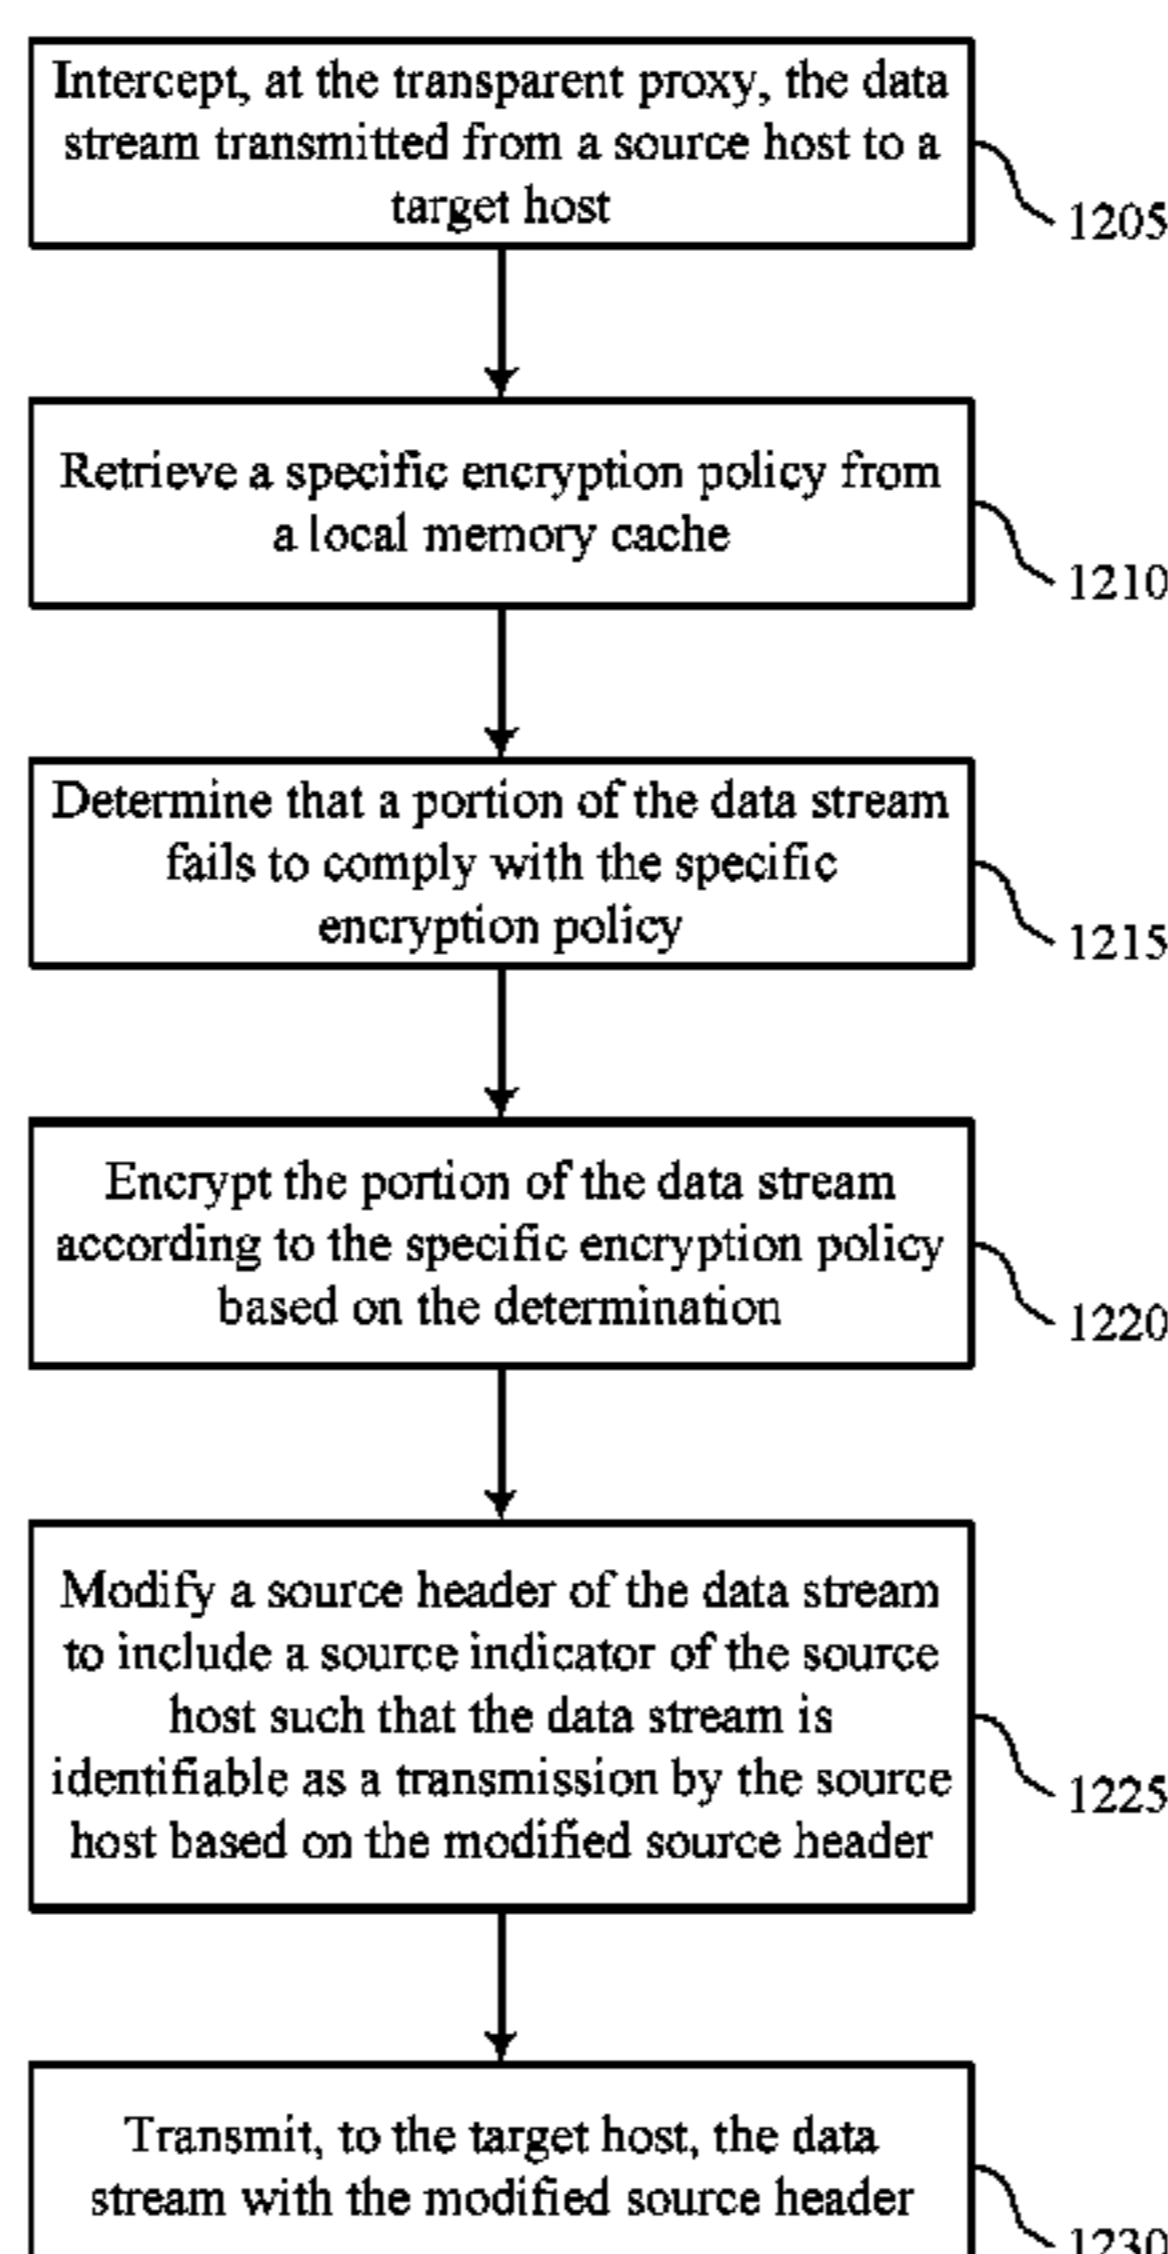 Intercept, at the transparent proxy, the data
stream transmitted from a source host to a
target host
1205
Retrieve a specific encryption policy from
a local memory cache
1210
Determine that a portion of the data stream
fails to comply with the specific
encryption policy
1215
Encrypt the portion of the data stream
according to the specific encryption policy
based on the determination
1220
Modify a source header of the data stream
to include a source indicator of the source
host such that the data stream is
identifiable as a transmission by the source
host based on the modified source header
1225
Transmit, to the target host, the data
stream with the modified source header
1230